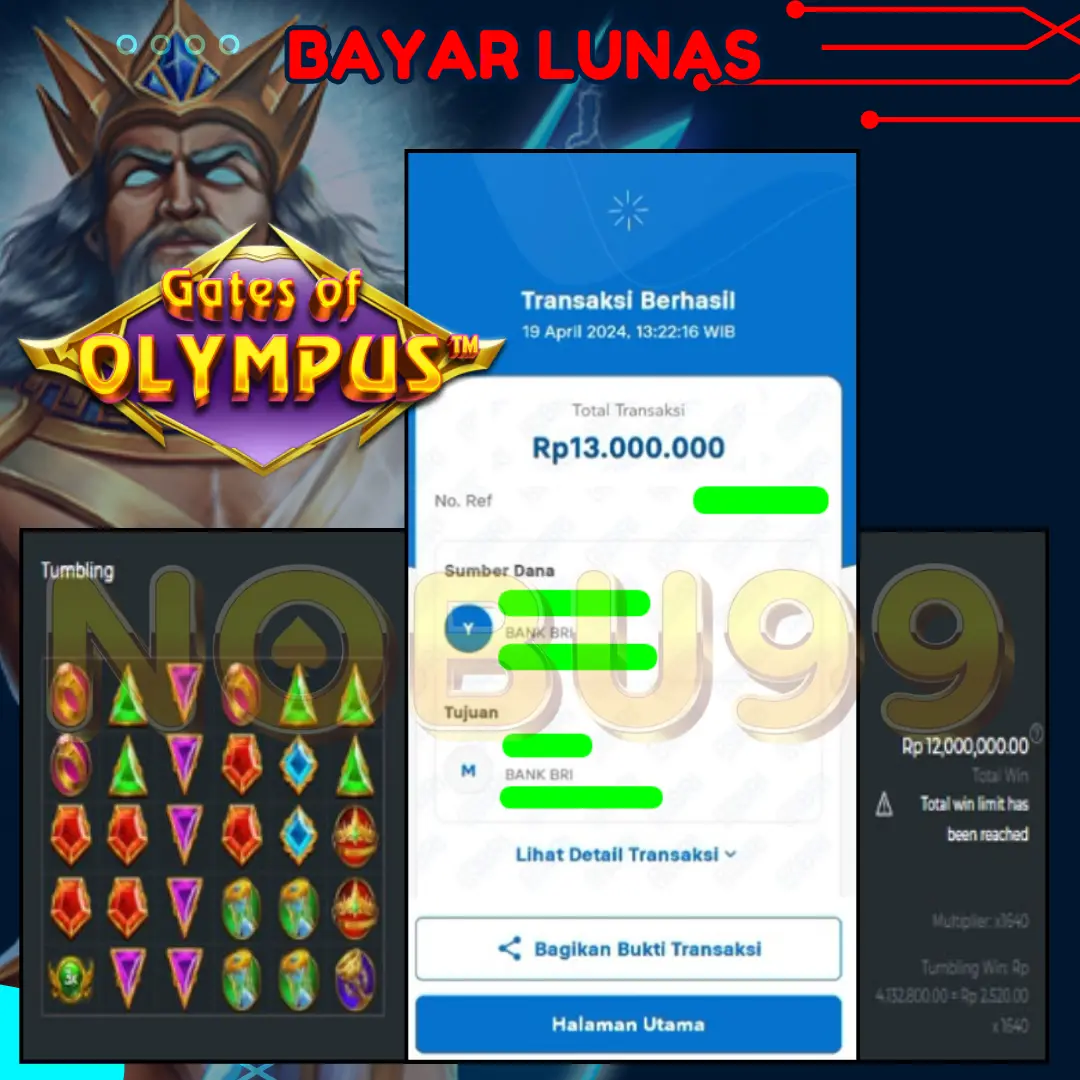 BAYAR LUNAS
Gates of
OLYMPUS™
Transaksi Berhasil
19 April 2024, 13:22:16 WIB
Total Transaksi
Rp13.000.000
No. Ref
Sumber Dana
Y
BANK BRI
Tujuan
M
BANK BRI
Lihat Detail Transaksi
Bagikan Bukti Transaksi
Halaman Utama
Tumbling
3X
NOBU99
Rp 12,000,000.00
Total Win
Total win limit has
been reached
Multiplier: x1640
Tumbling Win: Rp
4.132.800.00 = Rp 2.520.00
x 1640